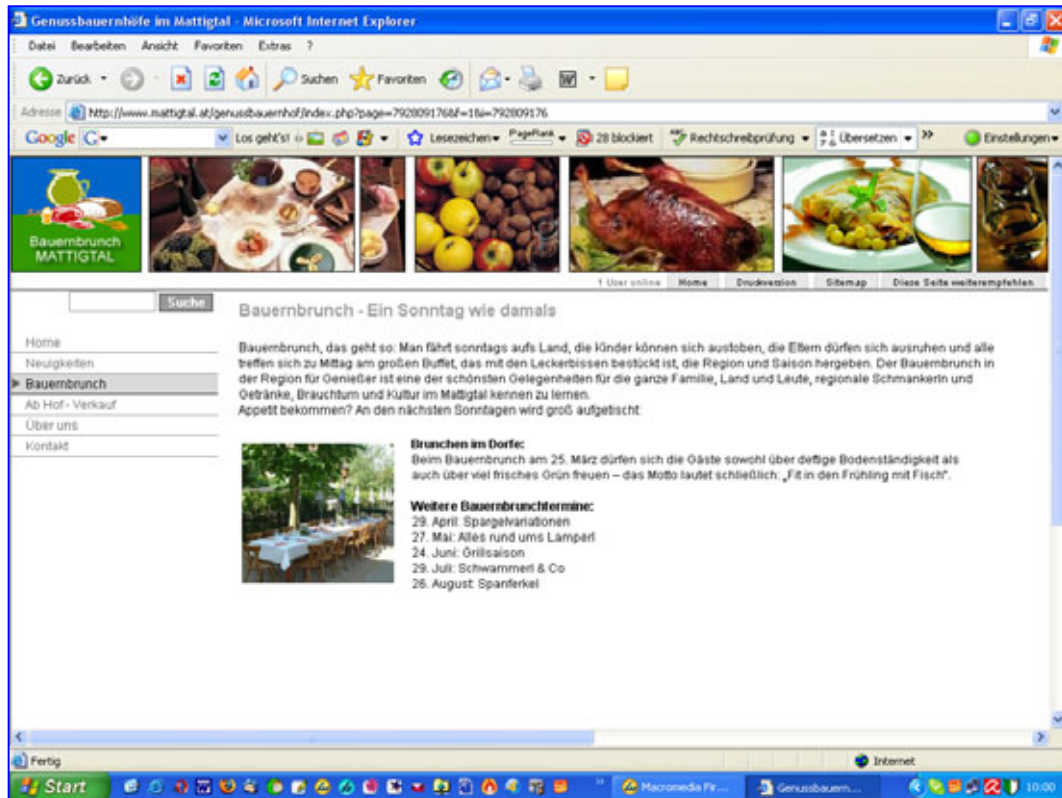 Genussbauernhöfe im Mattigtal - Microsoft Internet Explorer
Datei Bearbeiten Ansicht Favoriten Extras ?
Zurück Suchen Favoriten W
Adresse http://www.mattigtal.at/genussbauernhof/index.php?page=792809176&f=1&i=792809176
Google G Los geht's! Lesezeichen PageRank 28 blockiert Rechtschreibprüfung Übersetzen » Einstellungen
Bauernbrunch
MATTIGTAL
1 User online Home Druckversion Sitemap Diese Seite weiterempfehlen
Suche
Home
Neuigkeiten
Bauernbrunch
Ab Hof - Verkauf
Über uns
Kontakt
Bauernbrunch - Ein Sonntag wie damals
Bauernbrunch, das geht so: Man fährt sonntags aufs Land, die Kinder können sich austoben, die Eltern dürfen sich ausruhen und alle
treffen sich zu Mittag am großen Buffet, das mit den Leckerbissen bestückt ist, die Region und Saison hergeben. Der Bauernbrunch in
der Region für Genießer ist eine der schönsten Gelegenheiten für die ganze Familie, Land und Leute, regionale Schmankerln und
Getränke, Brauchtum und Kultur im Mattigtal kennen zu lernen.
Appetit bekommen? An den nächsten Sonntagen wird groß aufgetischt:
Brunchen im Dorfe:
Beim Bauernbrunch am 25. März dürfen sich die Gäste sowohl über deftige Bodenständigkeit als
auch über viel frisches Grün freuen – das Motto lautet schließlich: „Fit in den Frühling mit Fisch".
Weitere Bauernbrunchtermine:
29. April: Spargelvariationen
27. Mai: Alles rund ums Lamperl
24. Juni: Grillsaison
29. Juli: Schwammerl & Co
26. August: Spanferkel
Fertig Internet
Start » Macromedia Fir... Genussbauern... 10:00